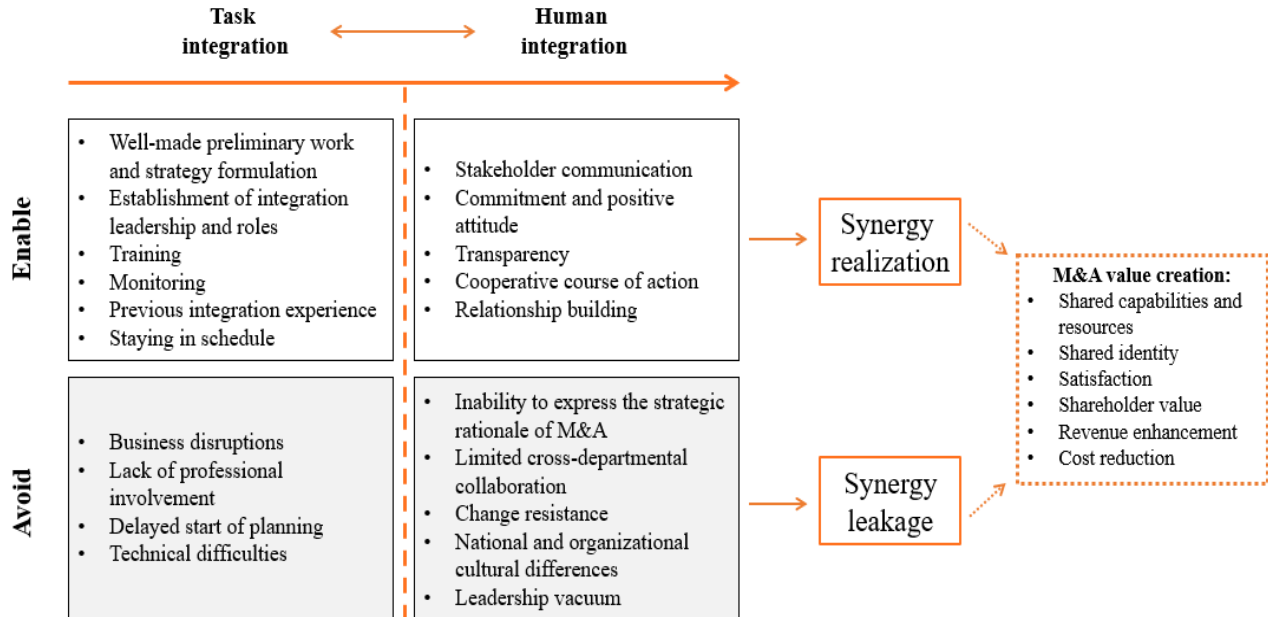 Task
integration
Human
integration
Enable
• Well-made preliminary work
and strategy formulation
• Establishment of integration
leadership and roles
• Training
• Monitoring
• Previous integration experience
• Staying in schedule
• Stakeholder communication
• Commitment and positive
attitude
• Transparency
• Cooperative course of action
• Relationship building
Synergy
realization
Avoid
• Business disruptions
• Lack of professional
involvement
• Delayed start of planning
• Technical difficulties
• Inability to express the strategic
rationale of M&A
• Limited cross-departmental
collaboration
• Change resistance
• National and organizational
cultural differences
• Leadership vacuum
Synergy
leakage
M&A value creation:
• Shared capabilities and
resources
• Shared identity
• Satisfaction
• Shareholder value
• Revenue enhancement
• Cost reduction